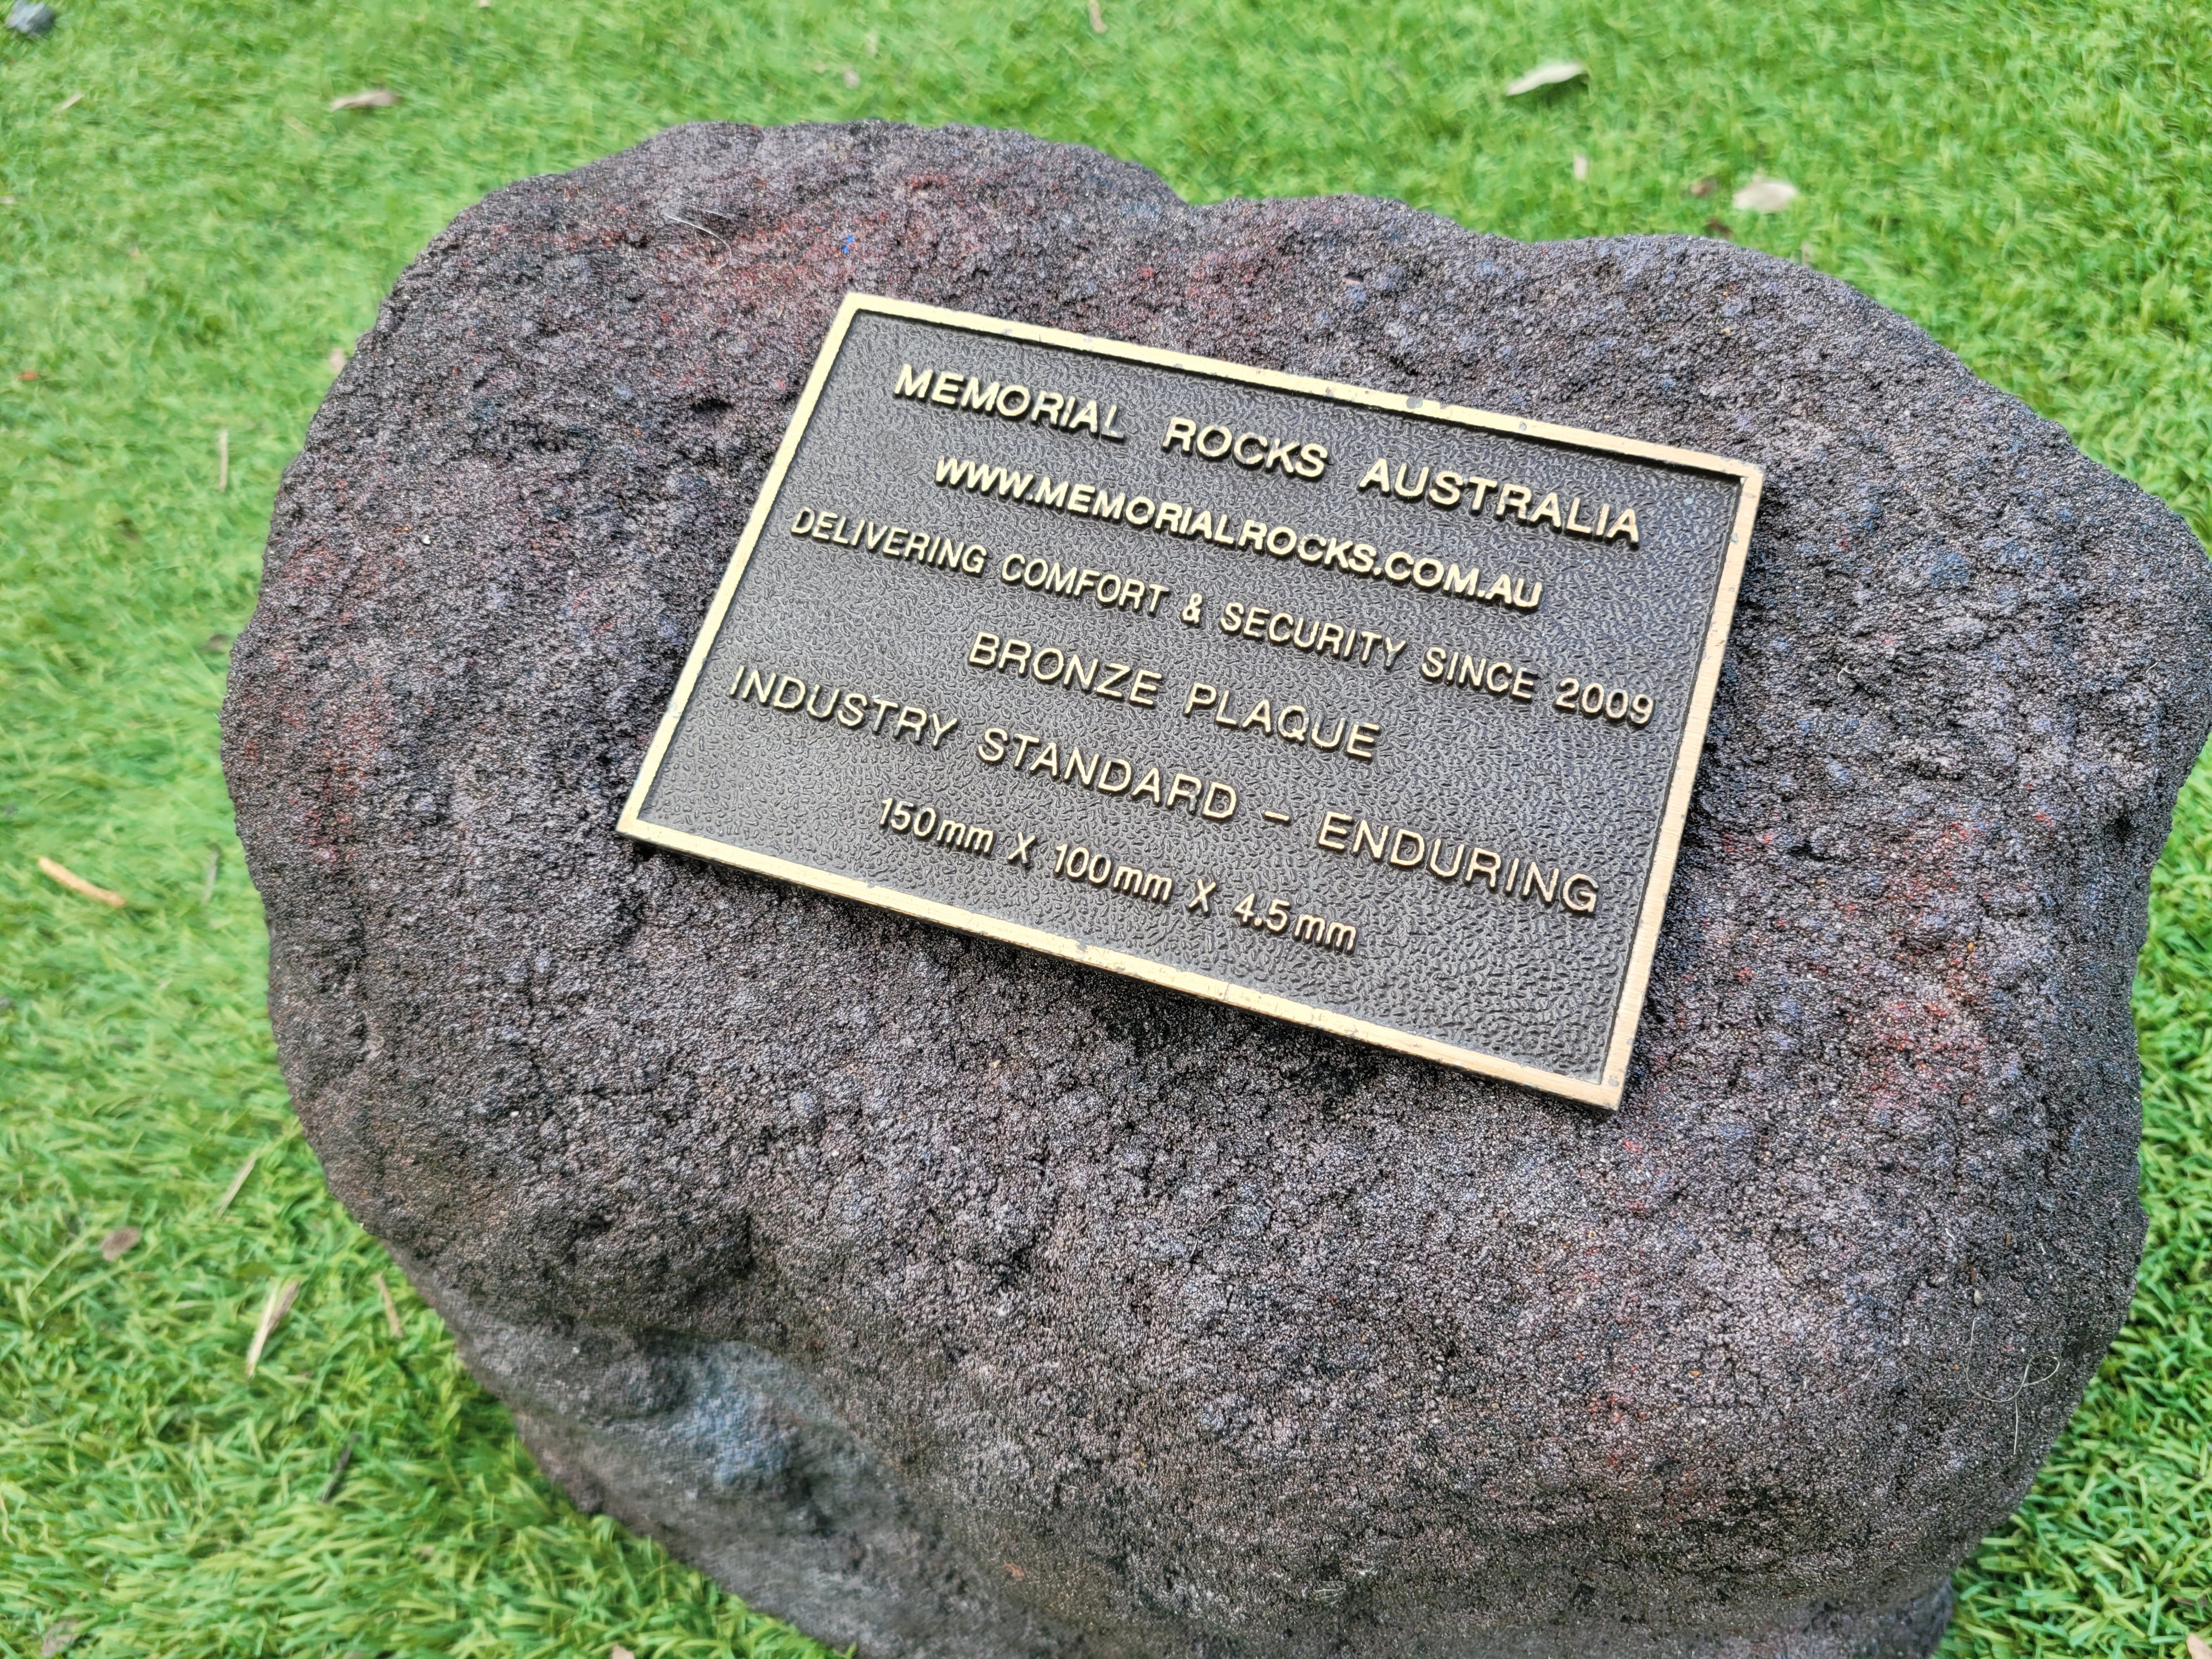 MEMORIAL ROCKS AUSTRALIA
WWW.MEMORIALROCKS.COM.AU
DELIVERING COMFORT & SECURITY SINCE 2009
BRONZE PLAQUE
INDUSTRY STANDARD – ENDURING
150mm X 100mm X 4.5mm